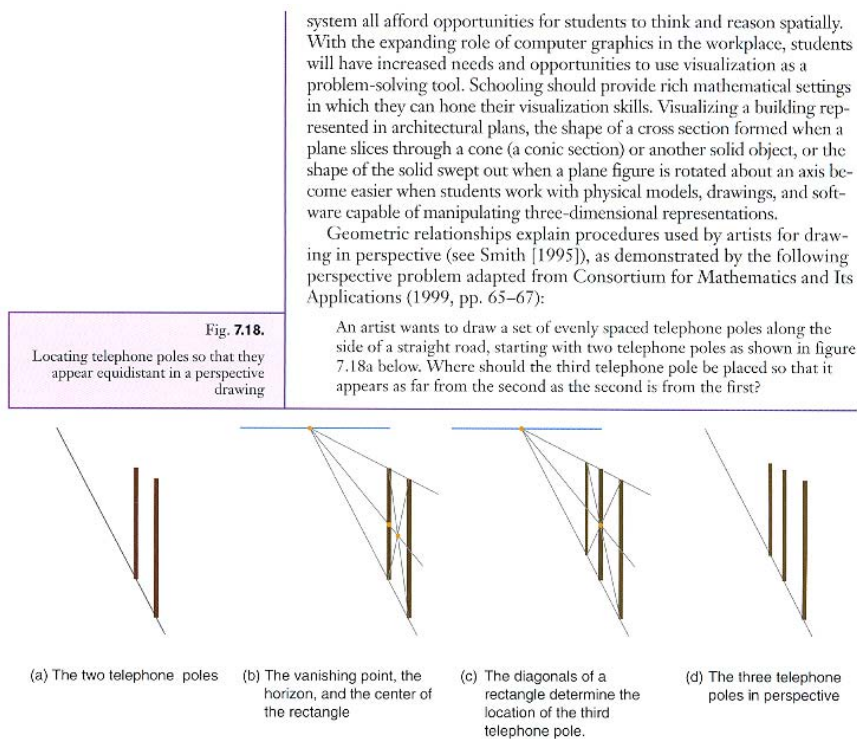 system all afford opportunities for students to think and reason spatially.
With the expanding role of computer graphics in the workplace, students
will have increased needs and opportunities to use visualization as a
problem-solving tool. Schooling should provide rich mathematical settings
in which they can hone their visualization skills. Visualizing a building rep-
resented in architectural plans, the shape of a cross section formed when a
plane slices through a cone (a conic section) or another solid object, or the
shape of the solid swept out when a plane figure is rotated about an axis be-
come easier when students work with physical models, drawings, and soft-
ware capable of manipulating three-dimensional representations.
Geometric relationships explain procedures used by artists for draw-
ing in perspective (see Smith [1995]), as demonstrated by the following
perspective problem adapted from Consortium for Mathematics and Its
Applications (1999, pp. 65–67):
Fig. 7.18.
Locating telephone poles so that they
appear equidistant in a perspective
drawing
An artist wants to draw a set of evenly spaced telephone poles along the
side of a straight road, starting with two telephone poles as shown in figure
7.18a below. Where should the third telephone pole be placed so that it
appears as far from the second as the second is from the first?
(a) The two telephone poles
(b) The vanishing point, the
horizon, and the center of
the rectangle
(c) The diagonals of a
rectangle determine the
location of the third
telephone pole.
(d) The three telephone
poles in perspective